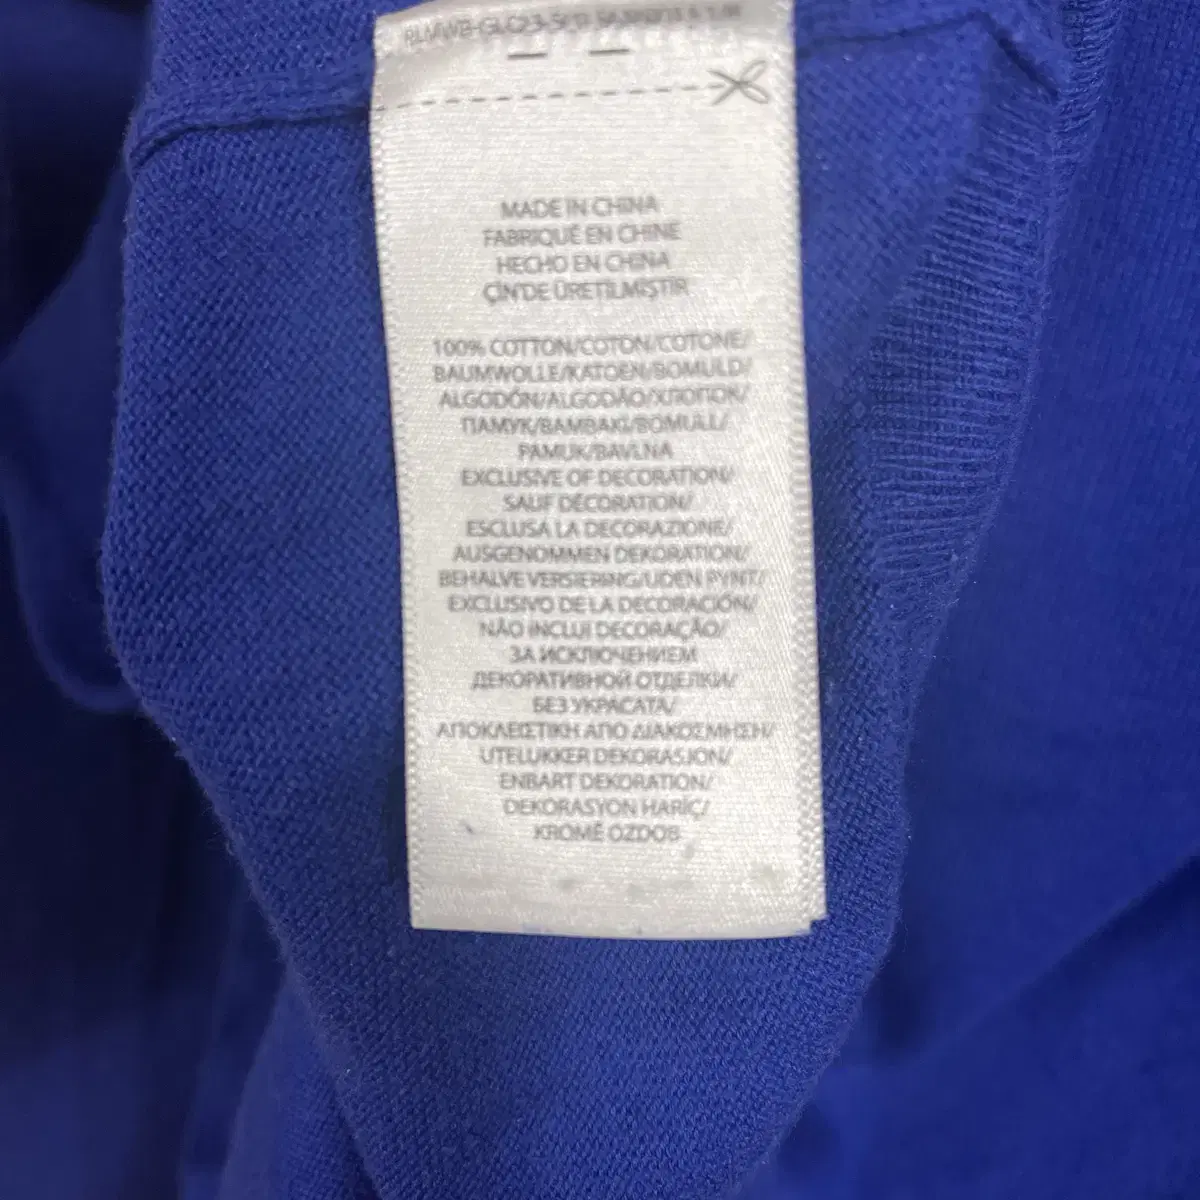 MADE IN CHINA
FABRIQUÉ EN CHINE
HECHO EN CHINA
ÇİN'DE ÜRETİLMİŞTİR
100% COTTON/COTON/COTONE/
BAUMWOLLE/KATOEN/BOMULD/
ALGODÓN/ALGODÃO/ХЛОПОК/
ПАМУК/ΒΑΜΒΑΚΙ/BOMULL/
PAMUK/BAVLNA
EXCLUSIVE OF DECORATION/
SAUF DÉCORATION/
ESCLUSA LA DECORAZIONE/
AUSGENOMMEN DEKORATION/
BEHALVE VERSIERING/UDEN PYNT/
EXCLUSIVO DE LA DECORACIÓN/
NÃO INCLUI DECORAÇÃO/
ЗА ИСКЛЮЧЕНИЕМ
ДЕКОРАТИВНОЙ ОТДЕЛКИ/
БЕЗ УКРАСАТА/
ΑΠΟΚΛΕΙΣΤΙΚΗ ΑΠΟ ΔΙΑΚΟΣΜΗΣΗ/
UTELUKKER DEKORASJON/
ENBART DEKORATION/
DEKORASYON HARİÇ/
KROMĚ OZDOB